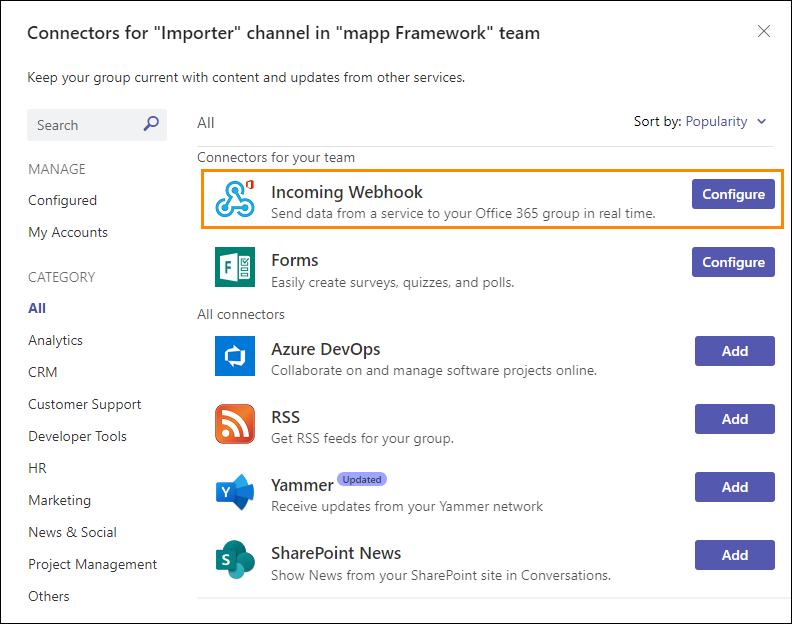 Connectors for "Importer" channel in "mapp Framework" team
Keep your group current with content and updates from other services.
Search
All
Sort by: Popularity
MANAGE
Configured
My Accounts
CATEGORY
All
Analytics
CRM
Customer Support
Developer Tools
HR
Marketing
News & Social
Project Management
Others
Connectors for your team
Incoming Webhook
Configure
Send data from a service to your Office 365 group in real time.
F
Forms
Configure
Easily create surveys, quizzes, and polls.
All connectors
Azure DevOps
Add
Collaborate on and manage software projects online.
RSS
Add
Get RSS feeds for your group.
Y
Yammer Updated
Add
Receive updates from your Yammer network
S
SharePoint News
Add
Show News from your SharePoint site in Conversations.